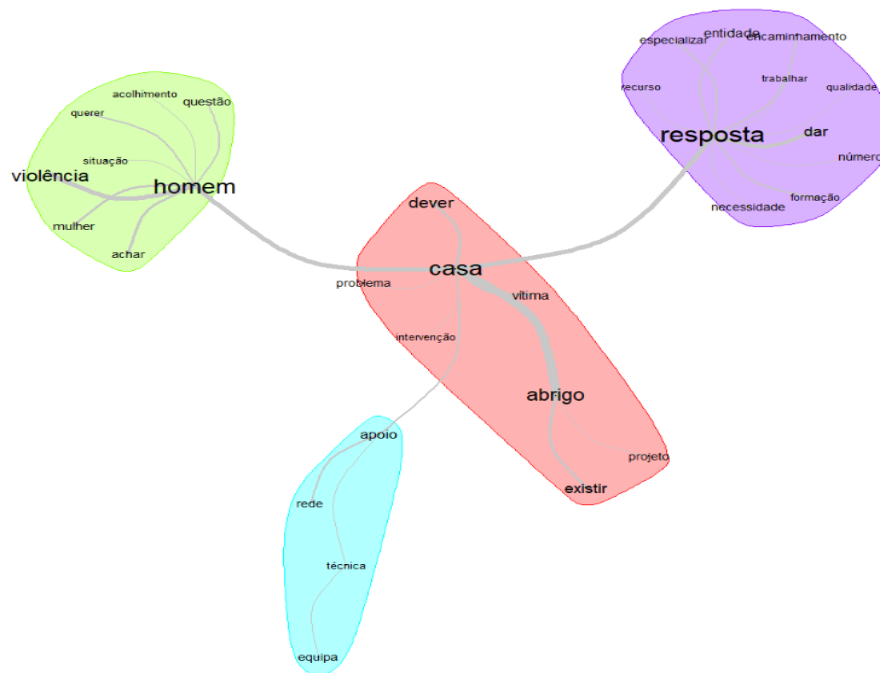 acolhimento
questão
querer
situação
violência
homem
mulher
achar
especializar
entidade
encaminhamento
recurso
trabalhar
qualidade
resposta
dar
número
formação
necessidade
dever
casa
problema
vítima
intervenção
abrigo
projeto
existir
apoio
rede
técnica
equipa